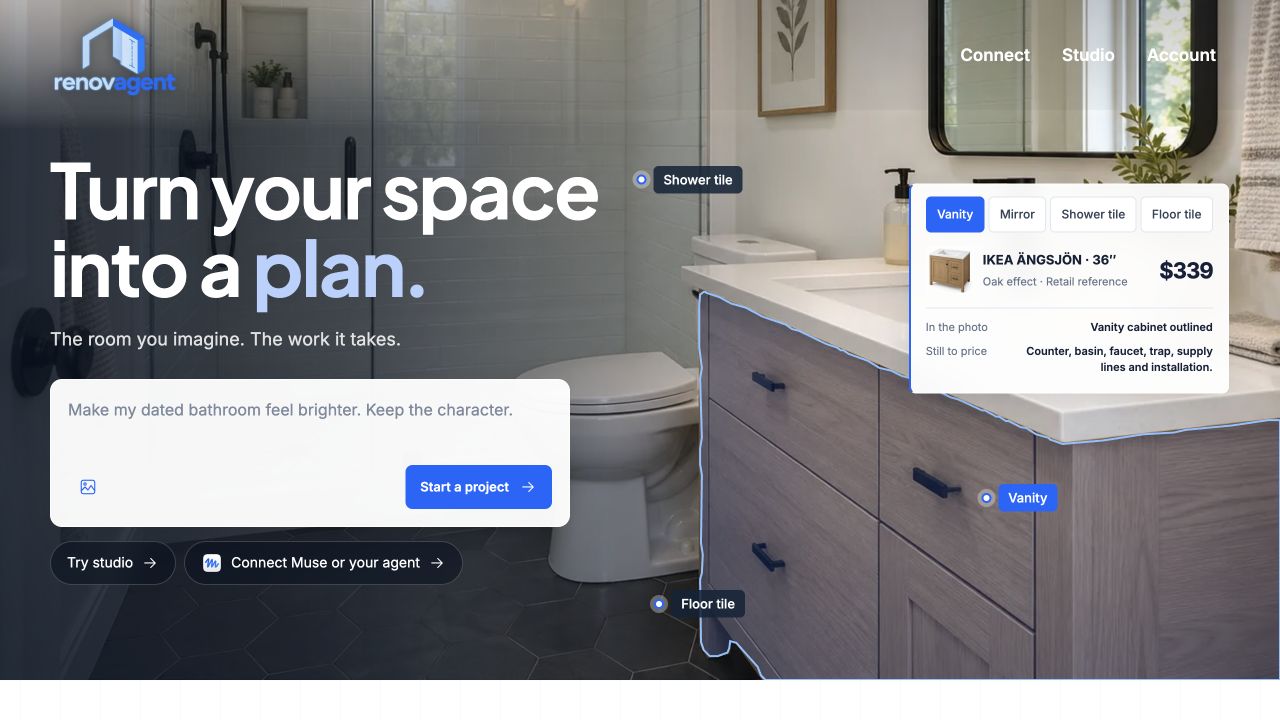 renovagent
Connect
Studio
Account
Turn your space
into a plan.
The room you imagine. The work it takes.
Make my dated bathroom feel brighter. Keep the character.
Start a project
Try studio
Connect Muse or your agent
Shower tile
Vanity
Mirror
Shower tile
Floor tile
IKEA ÄNGSJÖN · 36″
Oak effect · Retail reference
$339
In the photo
Vanity cabinet outlined
Still to price
Counter, basin, faucet, trap, supply
lines and installation.
Vanity
Floor tile